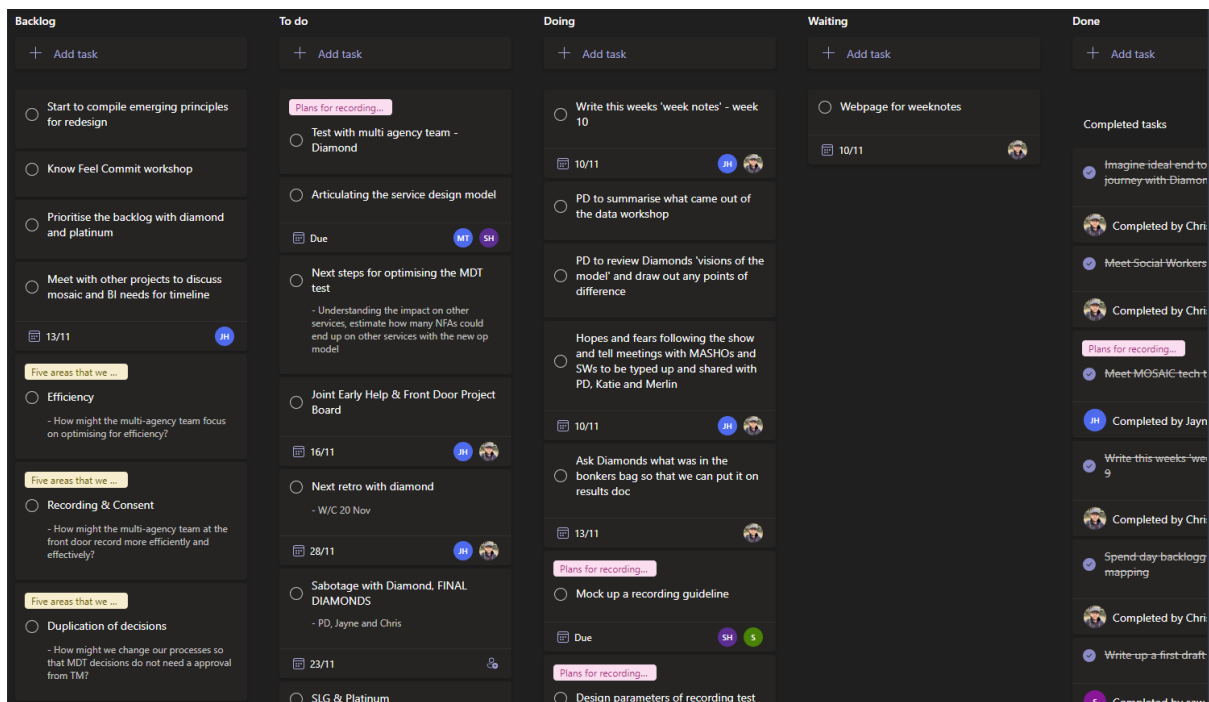 Backlog
Add task
Start to compile emerging principles
for redesign
Know Feel Commit workshop
Prioritise the backlog with diamond
and platinum
Meet with other projects to discuss
mosaic and BI needs for timeline
13/11
JH
Five areas that we ...
Efficiency
- How might the multi-agency team focus
on optimising for efficiency?
Five areas that we ...
Recording & Consent
- How might the multi-agency team at the
front door record more efficiently and
effectively?
Five areas that we ...
Duplication of decisions
- How might we change our processes so
that MDT decisions do not need a approval
from TM?
To do
Add task
Plans for recording...
Test with multi agency team -
Diamond
Articulating the service design model
Due
MT
SH
Next steps for optimising the MDT
test
- Understanding the impact on other
services, estimate how many NFAs could
end up on other services with the new op
model
Joint Early Help & Front Door Project
Board
16/11
JH
Next retro with diamond
- W/C 20 Nov
28/11
JH
Sabotage with Diamond, FINAL
DIAMONDS
- PD, Jayne and Chris
23/11
SLG & Platinum
Doing
Add task
Write this weeks 'week notes' - week
10
10/11
JH
PD to summarise what came out of
the data workshop
PD to review Diamonds 'visions of the
model' and draw out any points of
difference
Hopes and fears following the show
and tell meetings with MASHOs and
SWs to be typed up and shared with
PD, Katie and Merlin
10/11
JH
Ask Diamonds what was in the
bonkers bag so that we can put it on
results doc
13/11
Plans for recording...
Mock up a recording guideline
Due
SH
S
Plans for recording...
Design parameters of recording test
Waiting
Add task
Webpage for weeknotes
10/11
Done
Add task
Completed tasks
Imagine ideal end to
journey with Diamon
Completed by Chri
Meet Social Workers
Completed by Chri
Plans for recording...
Meet MOSAIC tech t
JH
Completed by Jayn
Write this weeks 'we
9
Completed by Chri
Spend day backlogg
mapping
Completed by Chri
Write up a first draft
S
Completed by